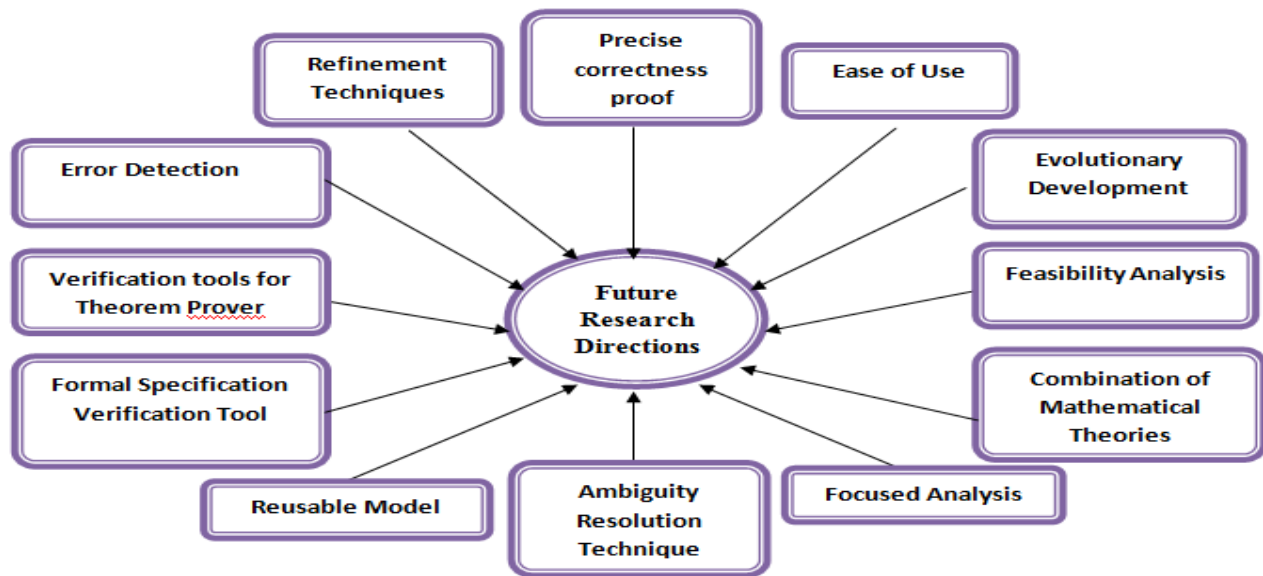 Refinement
Techniques
Precise
correctness
proof
Ease of Use
Error Detection
Evolutionary
Development
Verification tools for
Theorem Prover
Feasibility Analysis
Future
Research
Directions
Formal Specification
Verification Tool
Combination of
Mathematical
Theories
Reusable Model
Ambiguity
Resolution
Technique
Focused Analysis